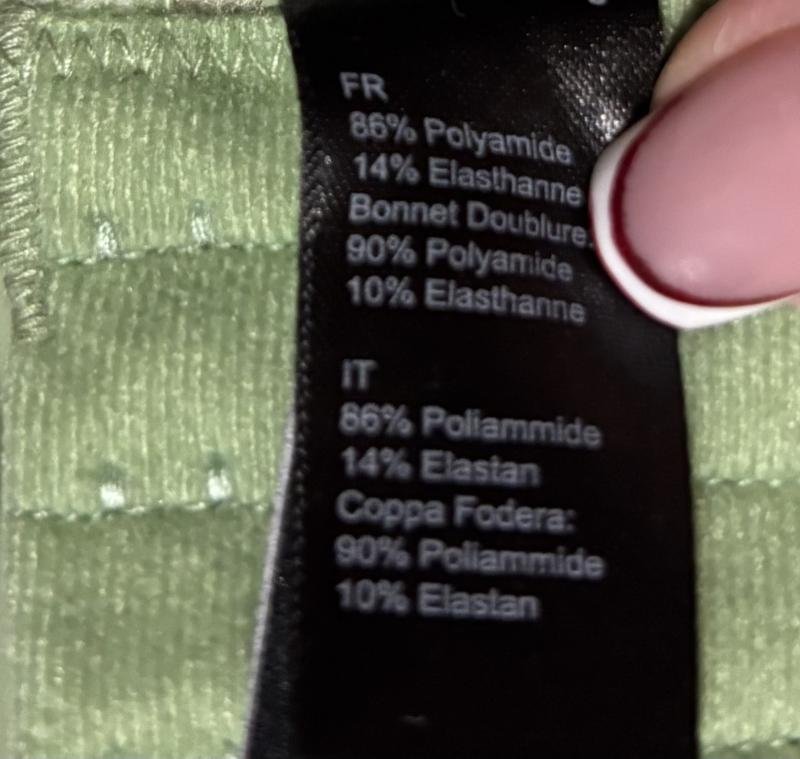 FR
86% Polyamide
14% Elasthanne
Bonnet Doublure:
90% Polyamide
10% Elasthanne
IT
86% Poliammide
14% Elastan
Coppa Fodera:
90% Poliammide
10% Elastan